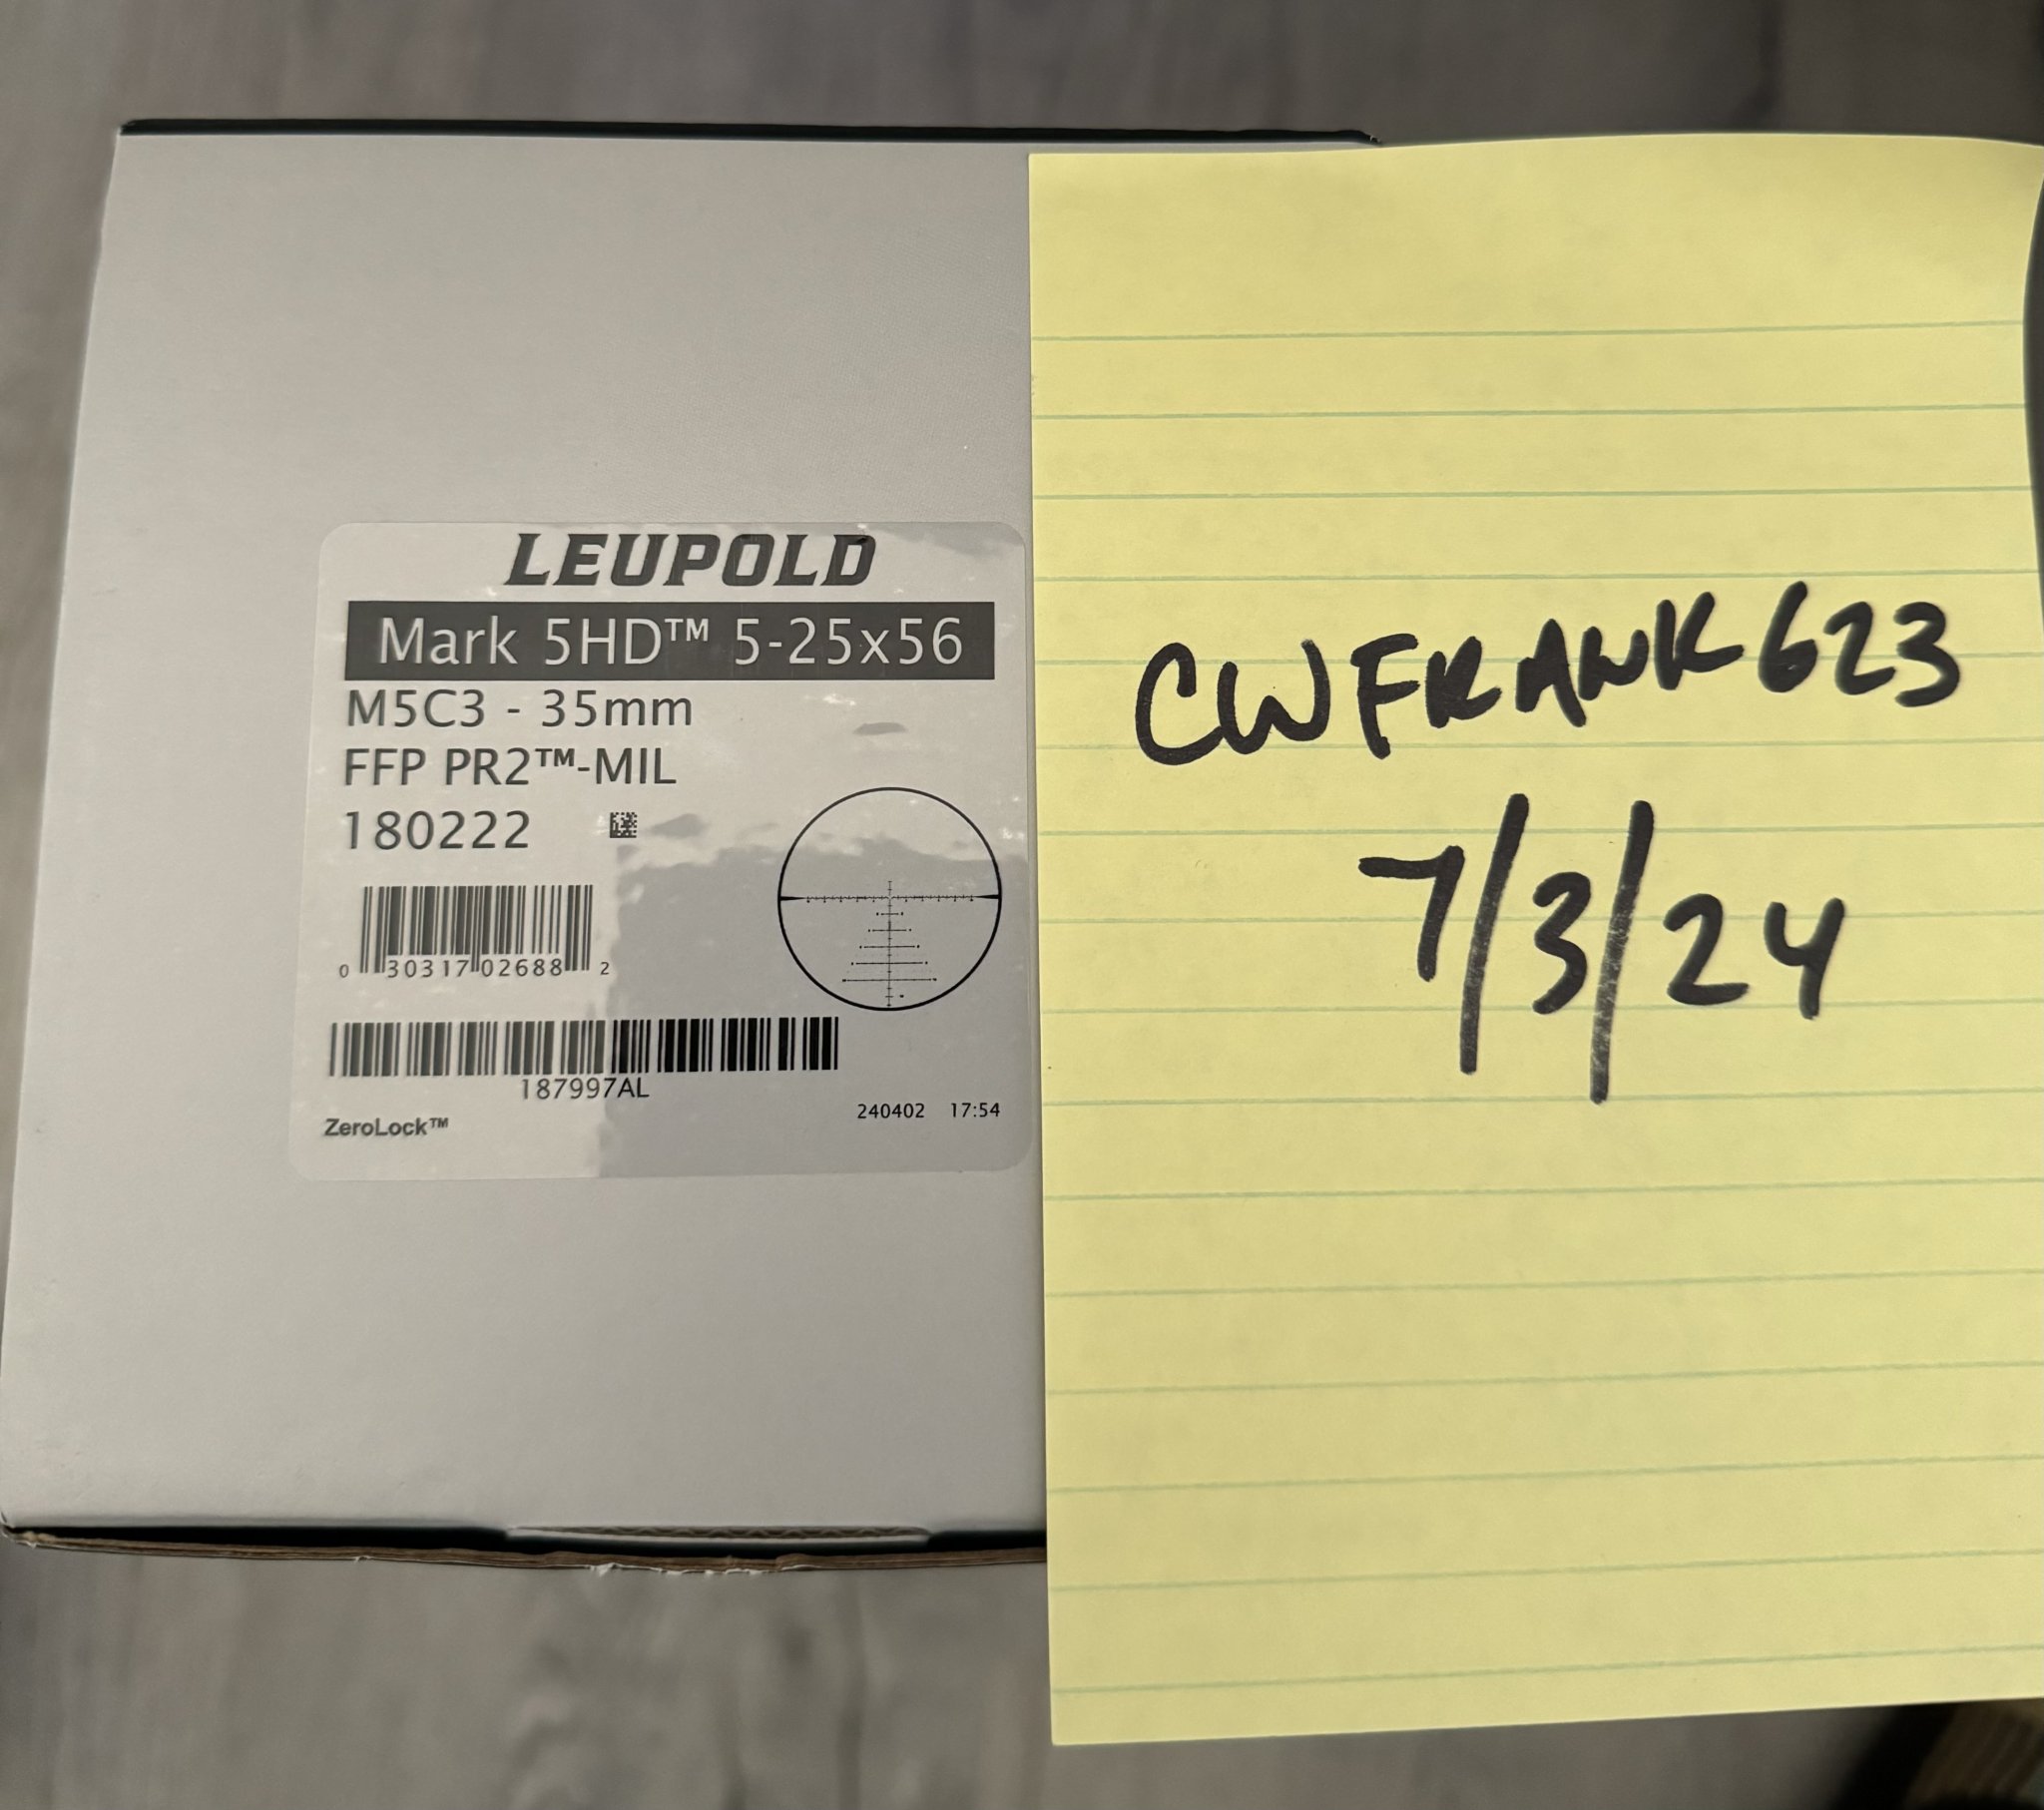 LEUPOLD
Mark 5HD™ 5-25x56
M5C3 - 35mm
FFP PR2™-MIL
180222
0 30317 02688 2
187997AL
ZeroLock™
240402 17:54
CWFRANK623
7/3/24